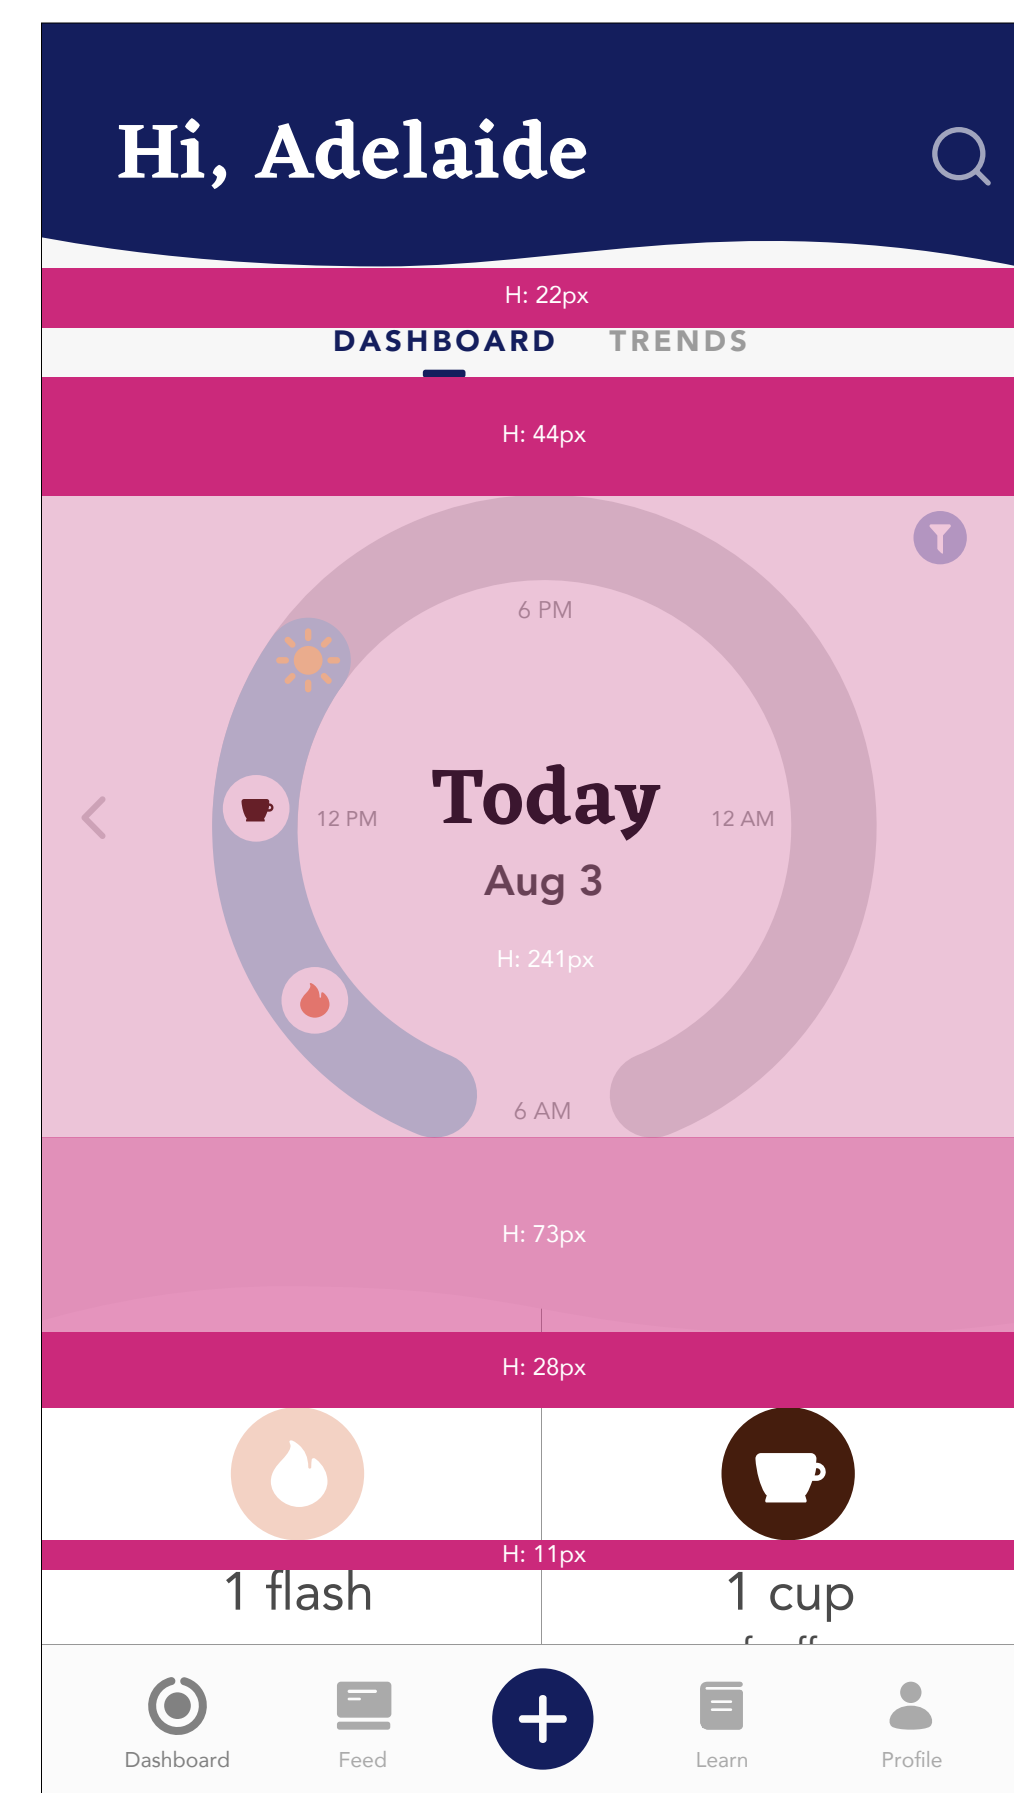 Hi, Adelaide
H: 22px
DASHBOARD TRENDS
H: 44px
6 PM
12 PM Today 12 AM
Aug 3
H: 241px
6 AM
H: 73px
H: 28px
H: 11px
1 flash 1 cup
Dashboard Feed Learn Profile